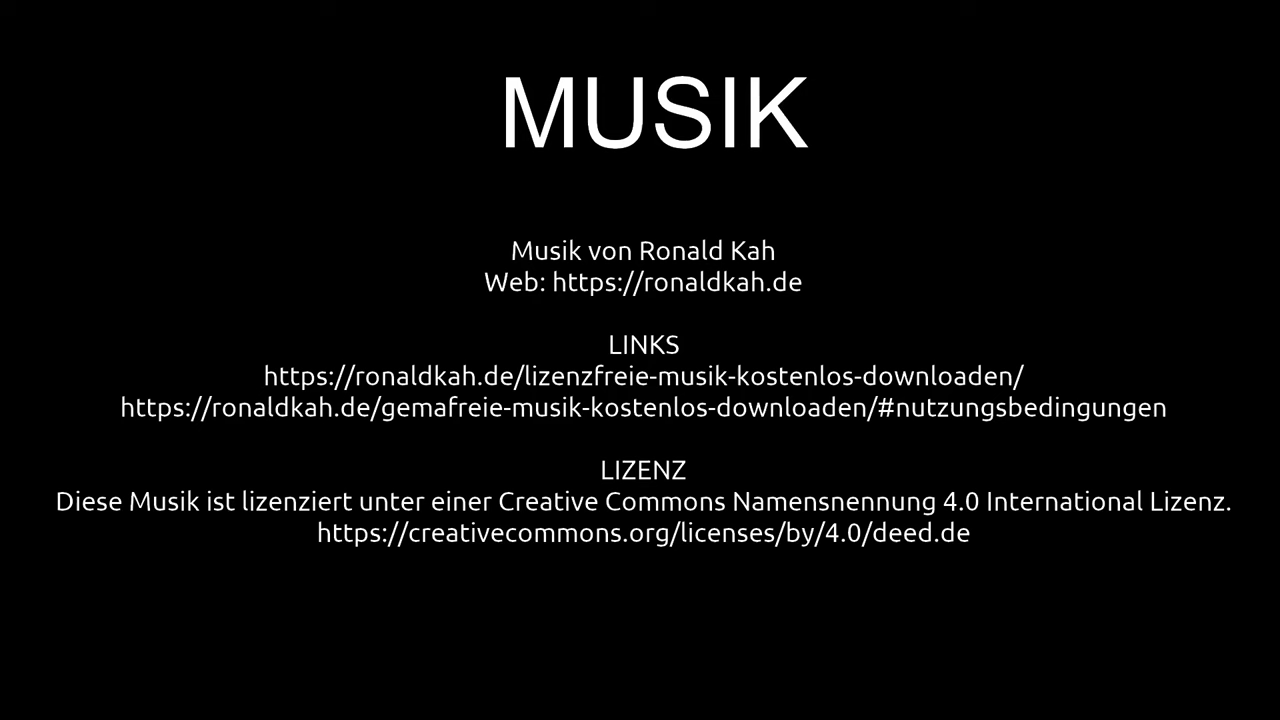 MUSIK
Musik von Ronald Kah
Web: https://ronaldkah.de
LINKS
https://ronaldkah.de/lizenzfreie-musik-kostenlos-downloaden/
https://ronaldkah.de/gemafreie-musik-kostenlos-downloaden/#nutzungsbedingungen
LIZENZ
Diese Musik ist lizenziert unter einer Creative Commons Namensnennung 4.0 International Lizenz.
https://creativecommons.org/licenses/by/4.0/deed.de